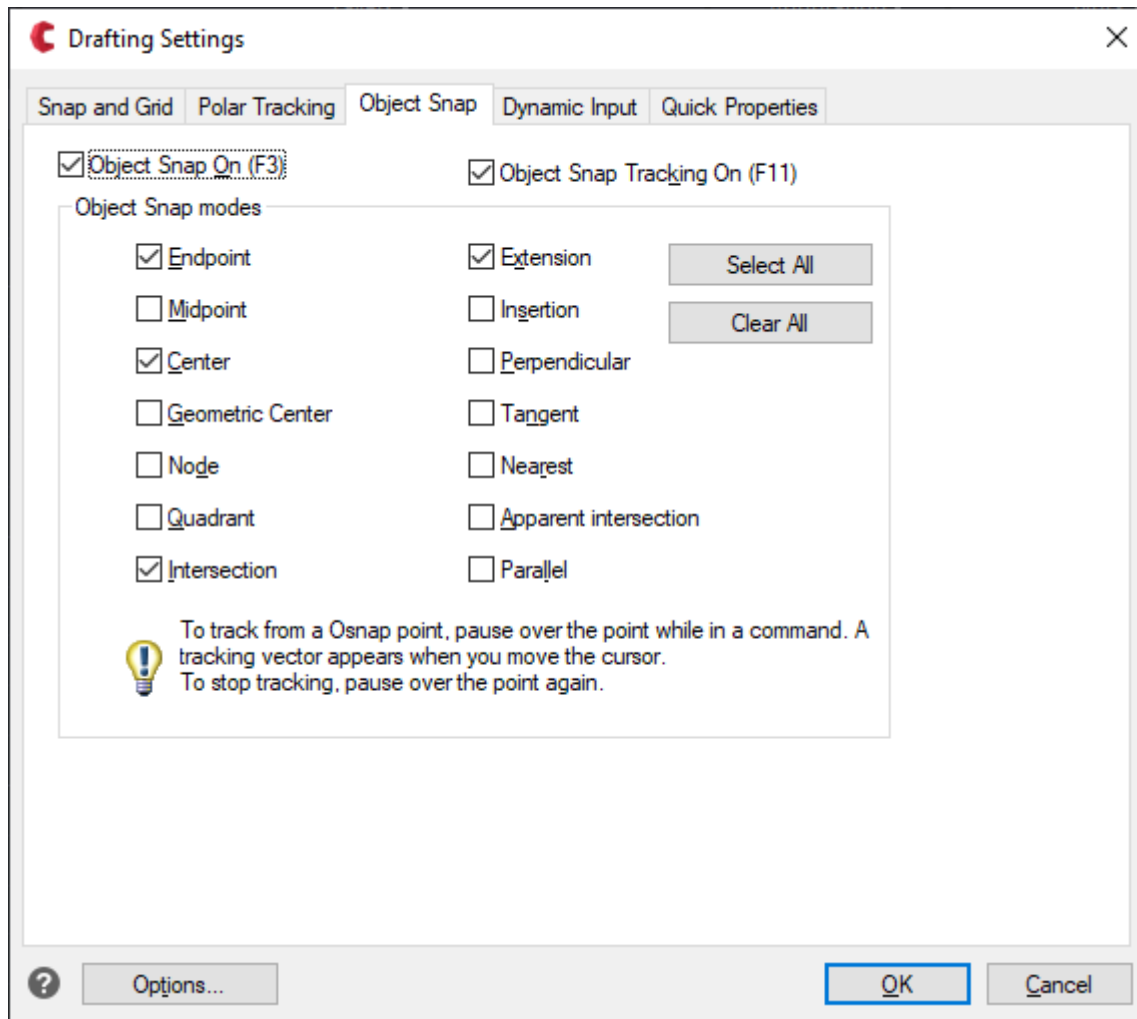 Drafting Settings
Snap and Grid Polar Tracking Object Snap Dynamic Input Quick Properties
Object Snap On (F3)
Object Snap Tracking On (F11)
Object Snap modes
Endpoint
Extension
Select All
Midpoint
Insertion
Clear All
Center
Perpendicular
Geometric Center
Tangent
Node
Nearest
Quadrant
Apparent intersection
Intersection
Parallel
To track from a Osnap point, pause over the point while in a command. A
tracking vector appears when you move the cursor.
To stop tracking, pause over the point again.
?
Options...
OK
Cancel